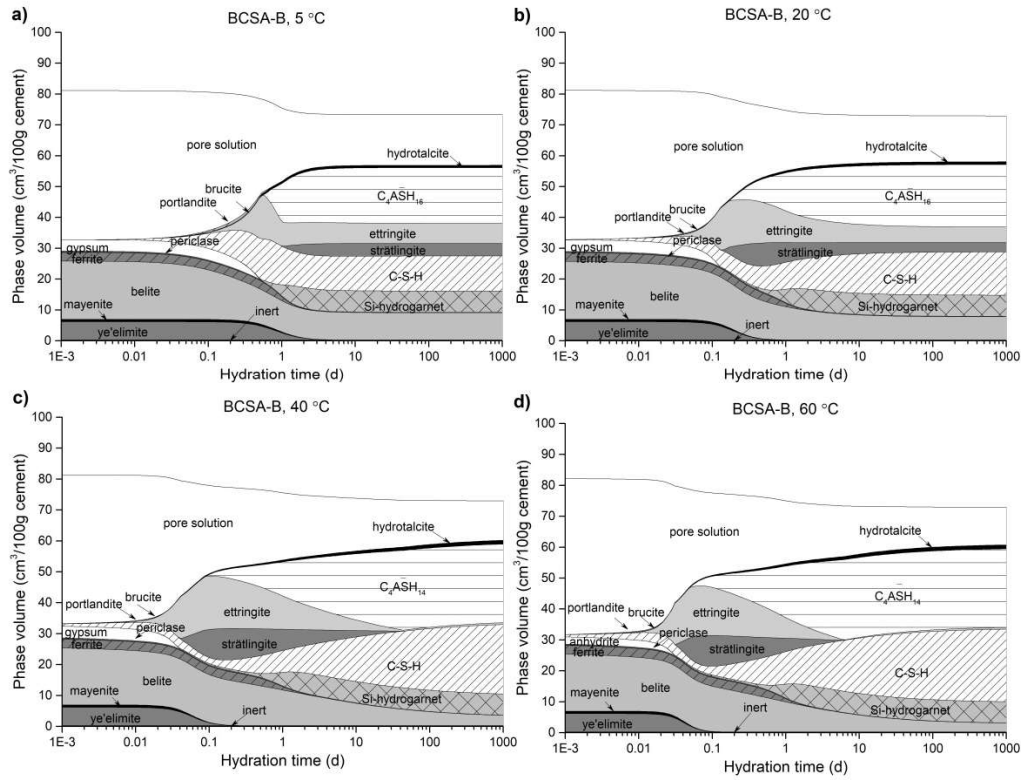 a)
BCSA-B, 5 °C
Phase volume (cm³/100g cement)
100
90
80
70
60
50
40
30
20
10
0
pore solution
hydrotalcite
brucite
portlandite
C₄AS̄H₁₆
periclase
ettringite
gypsum
strätlingite
ferrite
C-S-H
belite
Si-hydrogarnet
mayenite
inert
ye'elimite
1E-3
0.01
0.1
1
10
100
1000
Hydration time (d)
b)
BCSA-B, 20 °C
Phase volume (cm³/100g cement)
100
90
80
70
60
50
40
30
20
10
0
pore solution
hydrotalcite
brucite
portlandite
C₄AS̄H₁₆
periclase
ettringite
gypsum
strätlingite
ferrite
C-S-H
belite
Si-hydrogarnet
mayenite
inert
ye'elimite
1E-3
0.01
0.1
1
10
100
1000
Hydration time (d)
c)
BCSA-B, 40 °C
Phase volume (cm³/100g cement)
100
90
80
70
60
50
40
30
20
10
0
pore solution
hydrotalcite
brucite
portlandite
C₄AS̄H₁₄
ettringite
periclase
gypsum
strätlingite
ferrite
C-S-H
belite
Si-hydrogarnet
mayenite
inert
ye'elimite
1E-3
0.01
0.1
1
10
100
1000
Hydration time (d)
d)
BCSA-B, 60 °C
Phase volume (cm³/100g cement)
100
90
80
70
60
50
40
30
20
10
0
pore solution
hydrotalcite
brucite
portlandite
C₄AS̄H₁₄
ettringite
periclase
anhydrite
strätlingite
ferrite
C-S-H
belite
Si-hydrogarnet
mayenite
inert
ye'elimite
1E-3
0.01
0.1
1
10
100
1000
Hydration time (d)